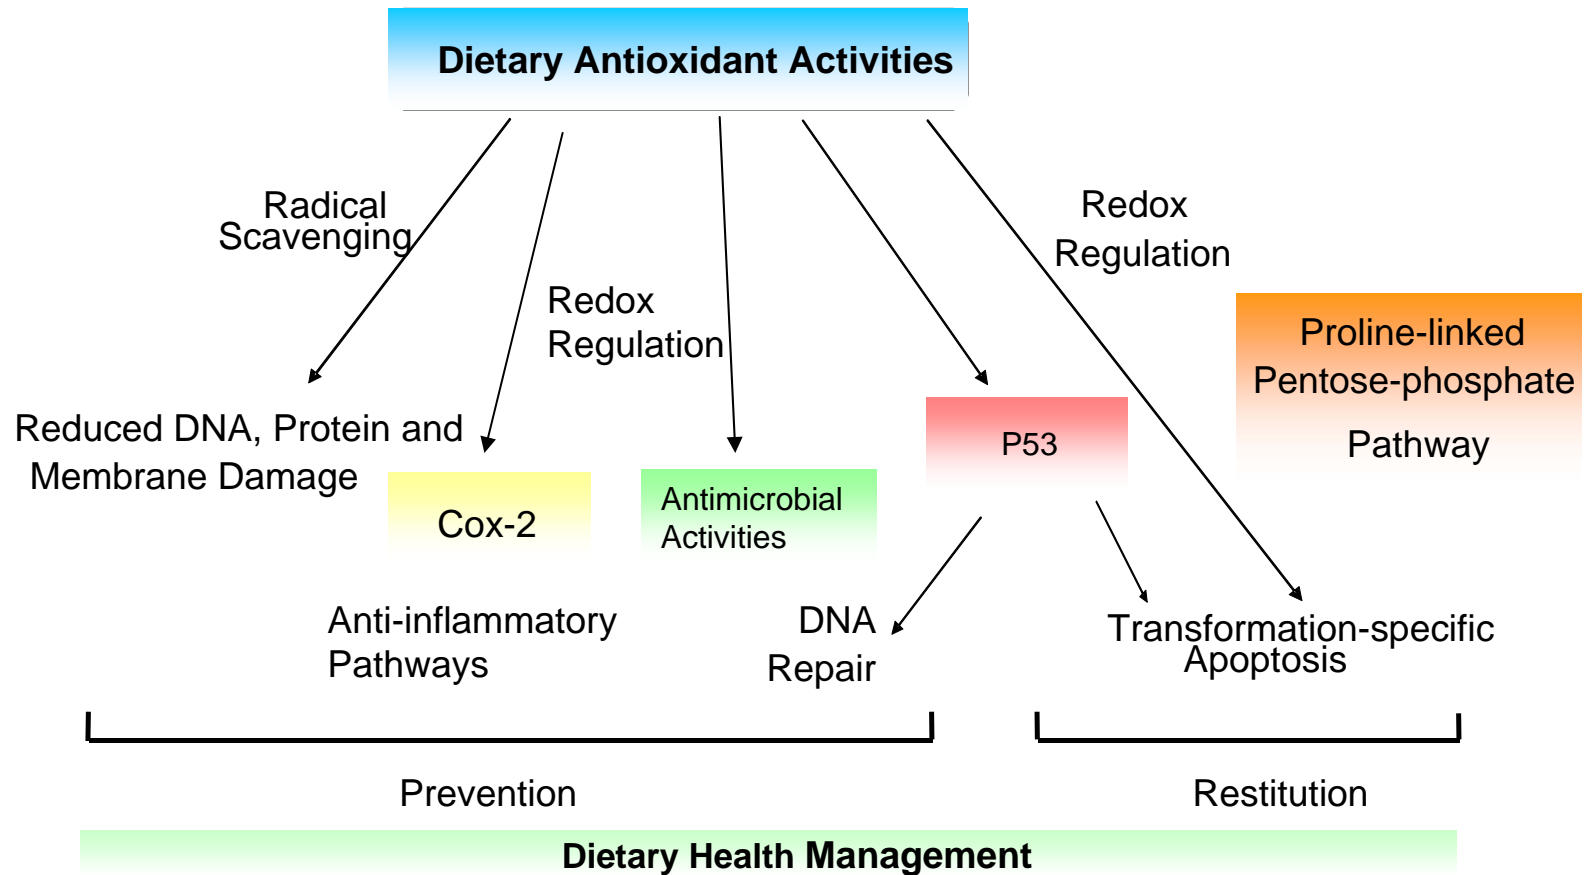 Dietary Antioxidant Activities
Radical
Scavenging
Redox
Regulation
Redox
Regulation
Proline-linked
Pentose-phosphate
Pathway
Reduced DNA, Protein and
Membrane Damage
Cox-2
Antimicrobial
Activities
P53
Anti-inflammatory
Pathways
DNA
Repair
Transformation-specific
Apoptosis
Prevention
Restitution
Dietary Health Management